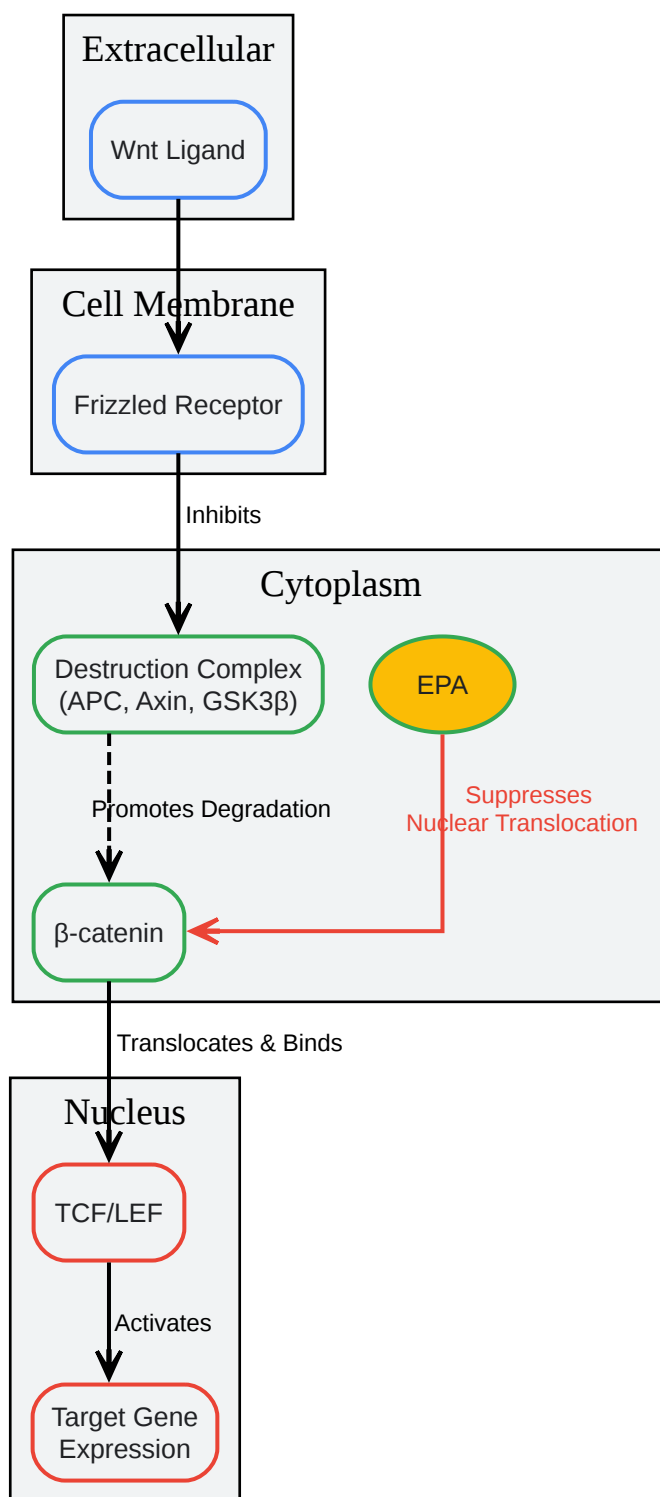 Extracellular
Wnt Ligand
Cell Membrane
Frizzled Receptor
Inhibits
Cytoplasm
Destruction Complex
(APC, Axin, GSK3β)
EPA
Promotes Degradation
Suppresses
Nuclear Translocation
β-catenin
Translocates & Binds
Nucleus
TCF/LEF
Activates
Target Gene
Expression